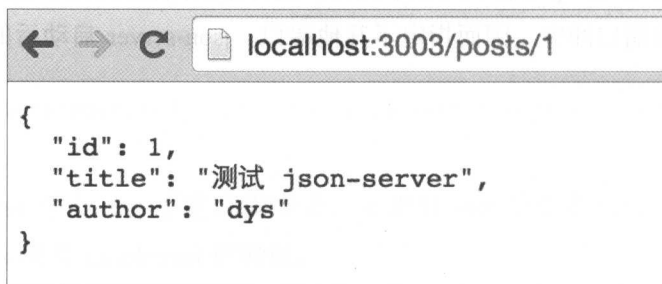 localhost:3003/posts/1
{
  "id": 1,
  "title": "测试 json-server",
  "author": "dys"
}